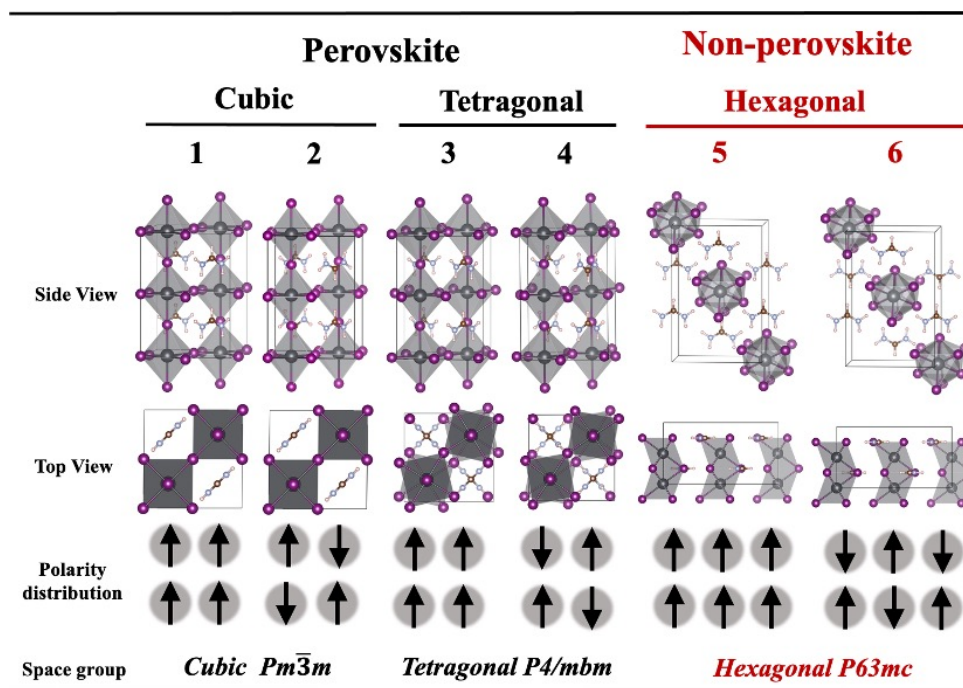 Perovskite Non-perovskite
Cubic Tetragonal Hexagonal
1 2 3 4 5 6
Side View
Top View
Polarity
distribution
Space group Cubic Pm3̅m Tetragonal P4/mbm Hexagonal P63mc